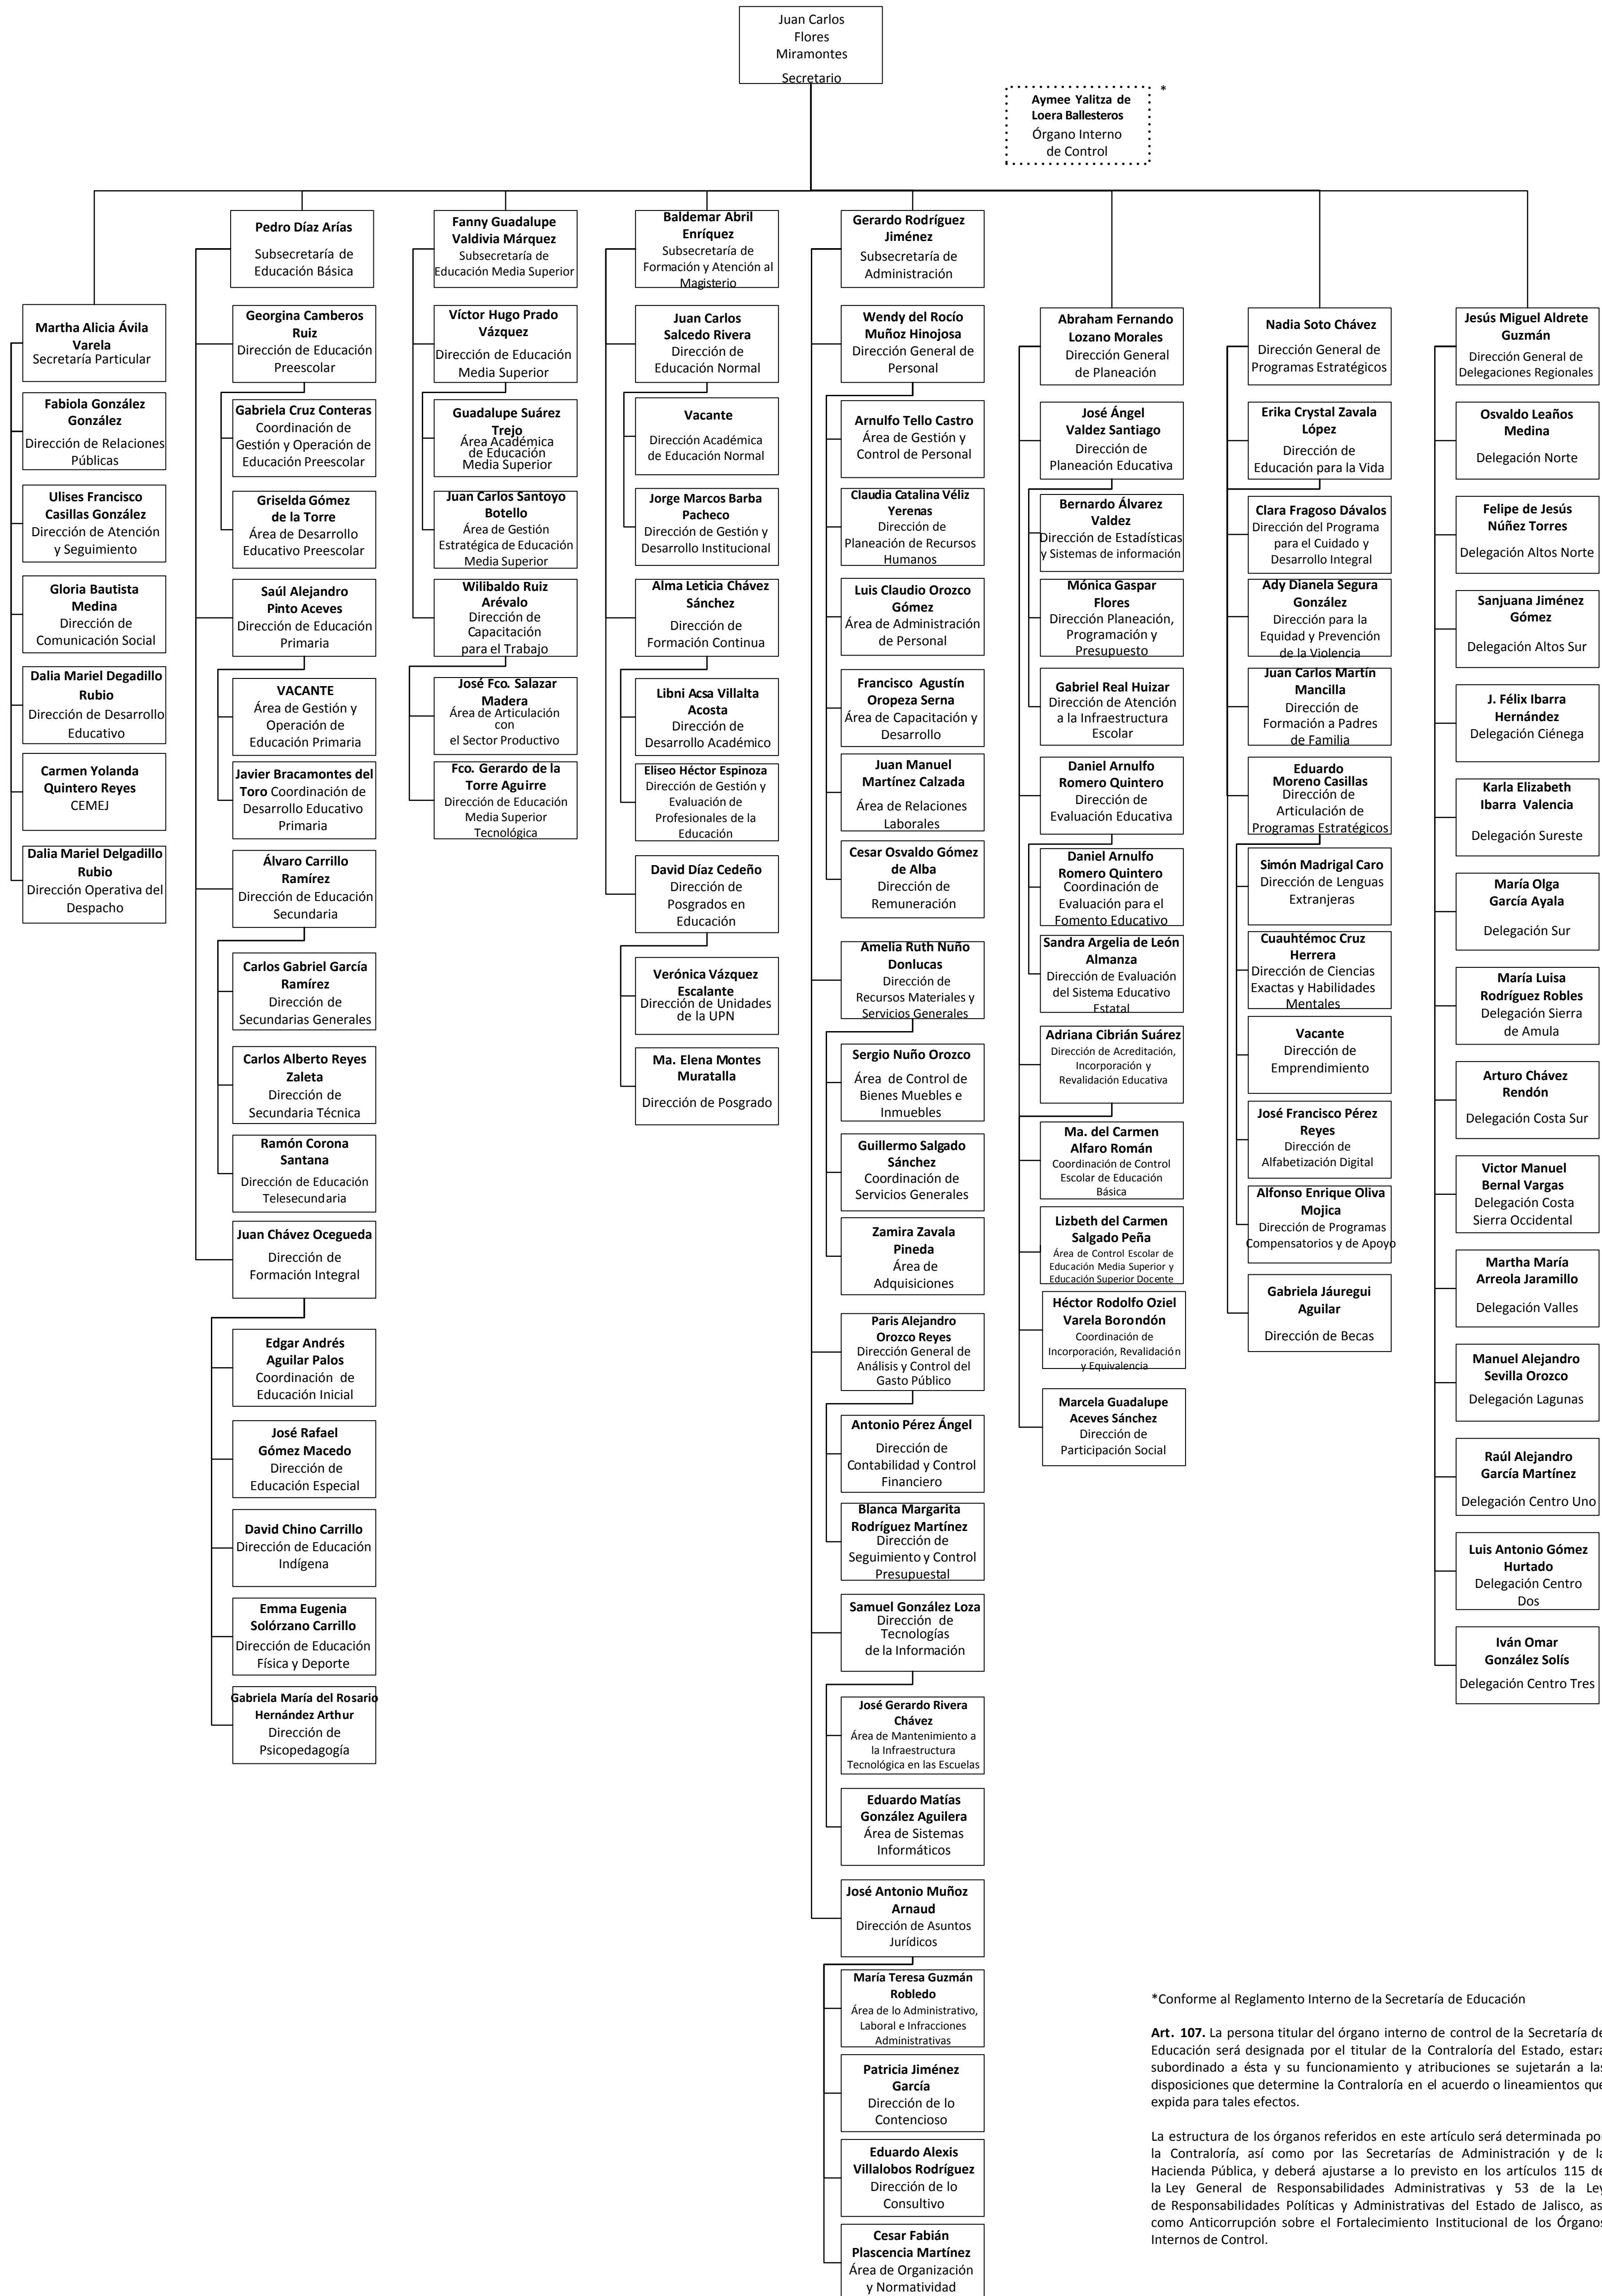 Juan Carlos
Flores
Miramontes
Secretario
*
Aymee Yalitza de
Loera Ballesteros
Órgano Interno
de Control
Martha Alicia Ávila
Varela
Secretaría Particular
Fabiola González
González
Dirección de Relaciones
Públicas
Ulises Francisco
Casillas González
Dirección de Atención
y Seguimiento
Gloria Bautista
Medina
Dirección de
Comunicación Social
Dalia Mariel Degadillo
Rubio
Dirección de Desarrollo
Educativo
Carmen Yolanda
Quintero Reyes
CEMEJ
Dalia Mariel Delgadillo
Rubio
Dirección Operativa del
Despacho
Pedro Díaz Arías
Subsecretaría de
Educación Básica
Georgina Camberos
Ruiz
Dirección de Educación
Preescolar
Gabriela Cruz Conteras
Coordinación de
Gestión y Operación de
Educación Preescolar
Griselda Gómez
de la Torre
Área de Desarrollo
Educativo Preescolar
Saúl Alejandro
Pinto Aceves
Dirección de Educación
Primaria
VACANTE
Área de Gestión y
Operación de
Educación Primaria
Javier Bracamontes del
Toro Coordinación de
Desarrollo Educativo
Primaria
Álvaro Carrillo
Ramírez
Dirección de Educación
Secundaria
Carlos Gabriel García
Ramírez
Dirección de
Secundarias Generales
Carlos Alberto Reyes
Zaleta
Dirección de
Secundaria Técnica
Ramón Corona
Santana
Dirección de Educación
Telesecundaria
Juan Chávez Ocegueda
Dirección de
Formación Integral
Edgar Andrés
Aguilar Palos
Coordinación de
Educación Inicial
José Rafael
Gómez Macedo
Dirección de
Educación Especial
David Chino Carrillo
Dirección de Educación
Indígena
Emma Eugenia
Solórzano Carrillo
Dirección de Educación
Física y Deporte
Gabriela María del Rosario
Hernández Arthur
Dirección de
Psicopedagogía
Fanny Guadalupe
Valdivia Márquez
Subsecretaría de
Educación Media Superior
Víctor Hugo Prado
Vázquez
Dirección de Educación
Media Superior
Guadalupe Suárez
Trejo
Área Académica
de Educación
Media Superior
Juan Carlos Santoyo
Botello
Área de Gestión
Estratégica de Educación
Media Superior
Wilibaldo Ruiz
Arévalo
Dirección de
Capacitación
para el Trabajo
José Fco. Salazar
Madera
Área de Articulación
con
el Sector Productivo
Fco. Gerardo de la
Torre Aguirre
Dirección de Educación
Media Superior
Tecnológica
Baldemar Abril
Enríquez
Subsecretaría de
Formación y Atención al
Magisterio
Juan Carlos
Salcedo Rivera
Dirección de
Educación Normal
Vacante
Dirección Académica
de Educación Normal
Jorge Marcos Barba
Pacheco
Dirección de Gestión y
Desarrollo Institucional
Alma Leticia Chávez
Sánchez
Dirección de
Formación Continua
Libni Acsa Villalta
Acosta
Dirección de
Desarrollo Académico
Eliseo Héctor Espinoza
Dirección de Gestión y
Evaluación de
Profesionales de la
Educación
David Díaz Cedeño
Dirección de
Posgrados en
Educación
Verónica Vázquez
Escalante
Dirección de Unidades
de la UPN
Ma. Elena Montes
Muratalla
Dirección de Posgrado
Gerardo Rodríguez
Jiménez
Subsecretaría de
Administración
Wendy del Rocío
Muñoz Hinojosa
Dirección General de
Personal
Arnulfo Tello Castro
Área de Gestión y
Control de Personal
Claudia Catalina Véliz
Yerenas
Dirección de
Planeación de Recursos
Humanos
Luis Claudio Orozco
Gómez
Área de Administración
de Personal
Francisco Agustín
Oropeza Serna
Área de Capacitación y
Desarrollo
Juan Manuel
Martínez Calzada
Área de Relaciones
Laborales
Cesar Osvaldo Gómez
de Alba
Dirección de
Remuneración
Amelia Ruth Nuño
Donlucas
Dirección de
Recursos Materiales y
Servicios Generales
Sergio Nuño Orozco
Área de Control de
Bienes Muebles e
Inmuebles
Guillermo Salgado
Sánchez
Coordinación de
Servicios Generales
Zamira Zavala
Pineda
Área de
Adquisiciones
Paris Alejandro
Orozco Reyes
Dirección General de
Análisis y Control del
Gasto Público
Antonio Pérez Ángel
Dirección de
Contabilidad y Control
Financiero
Blanca Margarita
Rodríguez Martínez
Dirección de
Seguimiento y Control
Presupuestal
Samuel González Loza
Dirección de
Tecnologías
de la Información
José Gerardo Rivera
Chávez
Área de Mantenimiento a
la Infraestructura
Tecnológica en las Escuelas
Eduardo Matías
González Aguilera
Área de Sistemas
Informáticos
José Antonio Muñoz
Arnaud
Dirección de Asuntos
Jurídicos
María Teresa Guzmán
Robledo
Área de lo Administrativo,
Laboral e Infracciones
Administrativas
Patricia Jiménez
García
Dirección de lo
Contencioso
Eduardo Alexis
Villalobos Rodríguez
Dirección de lo
Consultivo
Cesar Fabián
Plascencia Martínez
Área de Organización
y Normatividad
Abraham Fernando
Lozano Morales
Dirección General
de Planeación
José Ángel
Valdez Santiago
Dirección de
Planeación Educativa
Bernardo Álvarez
Valdez
Dirección de Estadísticas
y Sistemas de información
Mónica Gaspar
Flores
Dirección Planeación,
Programación y
Presupuesto
Gabriel Real Huizar
Dirección de Atención
a la Infraestructura
Escolar
Daniel Arnulfo
Romero Quintero
Dirección de
Evaluación Educativa
Daniel Arnulfo
Romero Quintero
Coordinación de
Evaluación para el
Fomento Educativo
Sandra Argelia de León
Almanza
Dirección de Evaluación
del Sistema Educativo
Estatal
Adriana Cibrián Suárez
Dirección de Acreditación,
Incorporación y
Revalidación Educativa
Ma. del Carmen
Alfaro Román
Coordinación de Control
Escolar de Educación
Básica
Lizbeth del Carmen
Salgado Peña
Área de Control Escolar de
Educación Media Superior y
Educación Superior Docente
Héctor Rodolfo Oziel
Varela Borondón
Coordinación de
Incorporación, Revalidación
y Equivalencia
Marcela Guadalupe
Aceves Sánchez
Dirección de
Participación Social
Nadia Soto Chávez
Dirección General de
Programas Estratégicos
Erika Crystal Zavala
López
Dirección de
Educación para la Vida
Clara Fragoso Dávalos
Dirección del Programa
para el Cuidado y
Desarrollo Integral
Ady Dianela Segura
González
Dirección para la
Equidad y Prevención
de la Violencia
Juan Carlos Martín
Mancilla
Dirección de
Formación a Padres
de Familia
Eduardo
Moreno Casillas
Dirección de
Articulación de
Programas Estratégicos
Simón Madrigal Caro
Dirección de Lenguas
Extranjeras
Cuauhtémoc Cruz
Herrera
Dirección de Ciencias
Exactas y Habilidades
Mentales
Vacante
Dirección de
Emprendimiento
José Francisco Pérez
Reyes
Dirección de
Alfabetización Digital
Alfonso Enrique Oliva
Mojica
Dirección de Programas
Compensatorios y de Apoyo
Gabriela Jáuregui
Aguilar
Dirección de Becas
Jesús Miguel Aldrete
Guzmán
Dirección General de
Delegaciones Regionales
Osvaldo Leaños
Medina
Delegación Norte
Felipe de Jesús
Núñez Torres
Delegación Altos Norte
Sanjuana Jiménez
Gómez
Delegación Altos Sur
J. Félix Ibarra
Hernández
Delegación Ciénega
Karla Elizabeth
Ibarra Valencia
Delegación Sureste
María Olga
García Ayala
Delegación Sur
María Luisa
Rodríguez Robles
Delegación Sierra
de Amula
Arturo Chávez
Rendón
Delegación Costa Sur
Victor Manuel
Bernal Vargas
Delegación Costa
Sierra Occidental
Martha María
Arreola Jaramillo
Delegación Valles
Manuel Alejandro
Sevilla Orozco
Delegación Lagunas
Raúl Alejandro
García Martínez
Delegación Centro Uno
Luis Antonio Gómez
Hurtado
Delegación Centro
Dos
Iván Omar
González Solís
Delegación Centro Tres
*Conforme al Reglamento Interno de la Secretaría de Educación
Art. 107. La persona titular del órgano interno de control de la Secretaría de
Educación será designada por el titular de la Contraloría del Estado, estará
subordinado a ésta y su funcionamiento y atribuciones se sujetarán a las
disposiciones que determine la Contraloría en el acuerdo o lineamientos que
expida para tales efectos.
La estructura de los órganos referidos en este artículo será determinada por
la Contraloría, así como por las Secretarías de Administración y de la
Hacienda Pública, y deberá ajustarse a lo previsto en los artículos 115 de
la Ley General de Responsabilidades Administrativas y 53 de la Ley
de Responsabilidades Políticas y Administrativas del Estado de Jalisco, as
como Anticorrupción sobre el Fortalecimiento Institucional de los Órganos
Internos de Control.